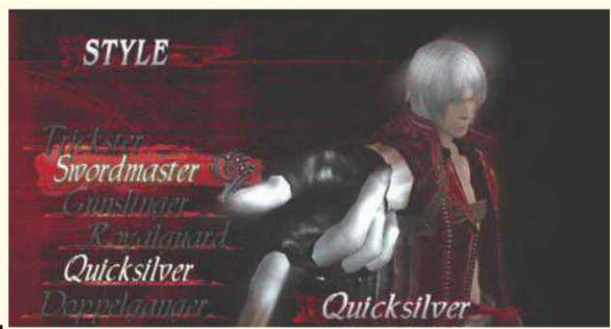 STYLE
Trickster
Swordmaster
Gunslinger
Royalguard
Quicksilver
Doppelganger
Quicksilver